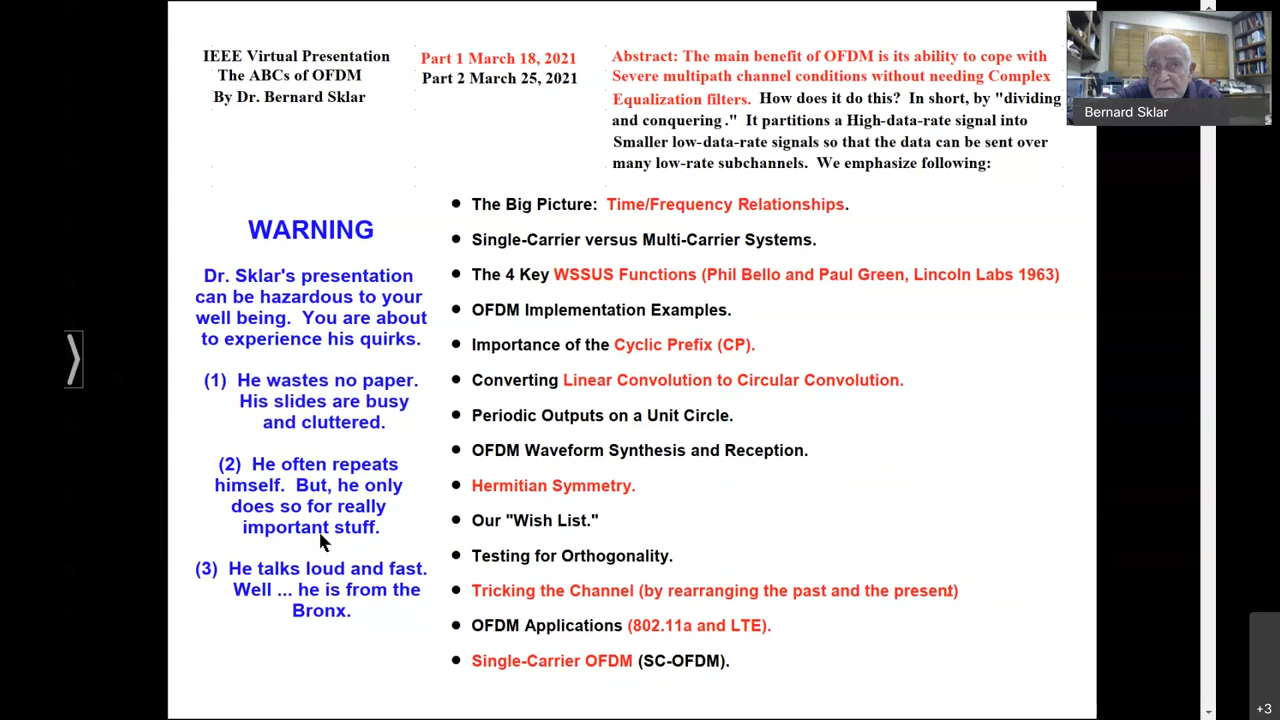 IEEE Virtual Presentation
The ABCs of OFDM
By Dr. Bernard Sklar
Part 1 March 18, 2021
Part 2 March 25, 2021
Abstract: The main benefit of OFDM is its ability to cope with
Severe multipath channel conditions without needing Complex
Equalization filters. How does it do this? In short, by "dividing
and conquering." It partitions a High-data-rate signal into
Smaller low-data-rate signals so that the data can be sent over
many low-rate subchannels. We emphasize following:
Bernard Sklar
WARNING
Dr. Sklar's presentation
can be hazardous to your
well being. You are about
to experience his quirks.
(1) He wastes no paper.
His slides are busy
and cluttered.
(2) He often repeats
himself. But, he only
does so for really
important stuff.
(3) He talks loud and fast.
Well ... he is from the
Bronx.
• The Big Picture: Time/Frequency Relationships.
• Single-Carrier versus Multi-Carrier Systems.
• The 4 Key WSSUS Functions (Phil Bello and Paul Green, Lincoln Labs 1963)
• OFDM Implementation Examples.
• Importance of the Cyclic Prefix (CP).
• Converting Linear Convolution to Circular Convolution.
• Periodic Outputs on a Unit Circle.
• OFDM Waveform Synthesis and Reception.
• Hermitian Symmetry.
• Our "Wish List."
• Testing for Orthogonality.
• Tricking the Channel (by rearranging the past and the present)
• OFDM Applications (802.11a and LTE).
• Single-Carrier OFDM (SC-OFDM).
+3